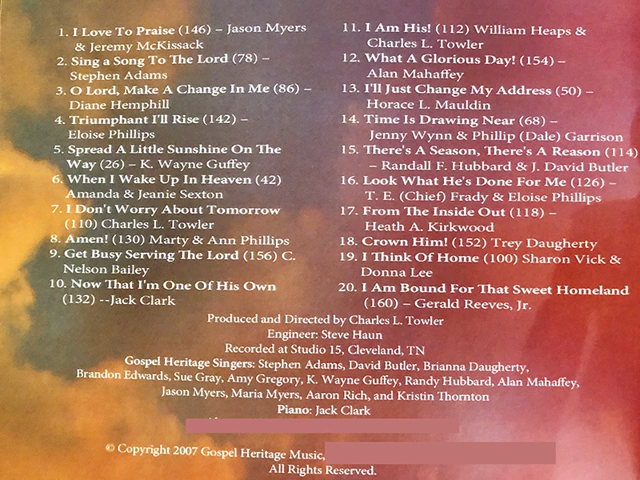 1. I Love To Praise (146) – Jason Myers
& Jeremy McKissack
2. Sing a Song To The Lord (78) –
Stephen Adams
3. O Lord, Make A Change In Me (86) –
Diane Hemphill
4. Triumphant I'll Rise (142) –
Eloise Phillips
5. Spread A Little Sunshine On The
Way (26) – K. Wayne Guffey
6. When I Wake Up In Heaven (42)
Amanda & Jeanie Sexton
7. I Don't Worry About Tomorrow
(110) Charles L. Towler
8. Amen! (130) Marty & Ann Phillips
9. Get Busy Serving The Lord (156) C.
Nelson Bailey
10. Now That I'm One Of His Own
(132) --Jack Clark
11. I Am His! (112) William Heaps &
Charles L. Towler
12. What A Glorious Day! (154) –
Alan Mahaffey
13. I'll Just Change My Address (50) –
Horace L. Mauldin
14. Time Is Drawing Near (68) –
Jenny Wynn & Phillip (Dale) Garrison
15. There's A Season, There's A Reason (114)
– Randall F. Hubbard & J. David Butler
16. Look What He's Done For Me (126) –
T. E. (Chief) Frady & Eloise Phillips
17. From The Inside Out (118) –
Heath A. Kirkwood
18. Crown Him! (152) Trey Daugherty
19. I Think Of Home (100) Sharon Vick &
Donna Lee
20. I Am Bound For That Sweet Homeland
(160) – Gerald Reeves, Jr.
Produced and Directed by Charles L. Towler
Engineer: Steve Haun
Recorded at Studio 15, Cleveland, TN
Gospel Heritage Singers: Stephen Adams, David Butler, Brianna Daugherty,
Brandon Edwards, Sue Gray, Amy Gregory, K. Wayne Guffey, Randy Hubbard, Alan Mahaffey,
Jason Myers, Maria Myers, Aaron Rich, and Kristin Thornton
Piano: Jack Clark
© Copyright 2007 Gospel Heritage Music,
All Rights Reserved.